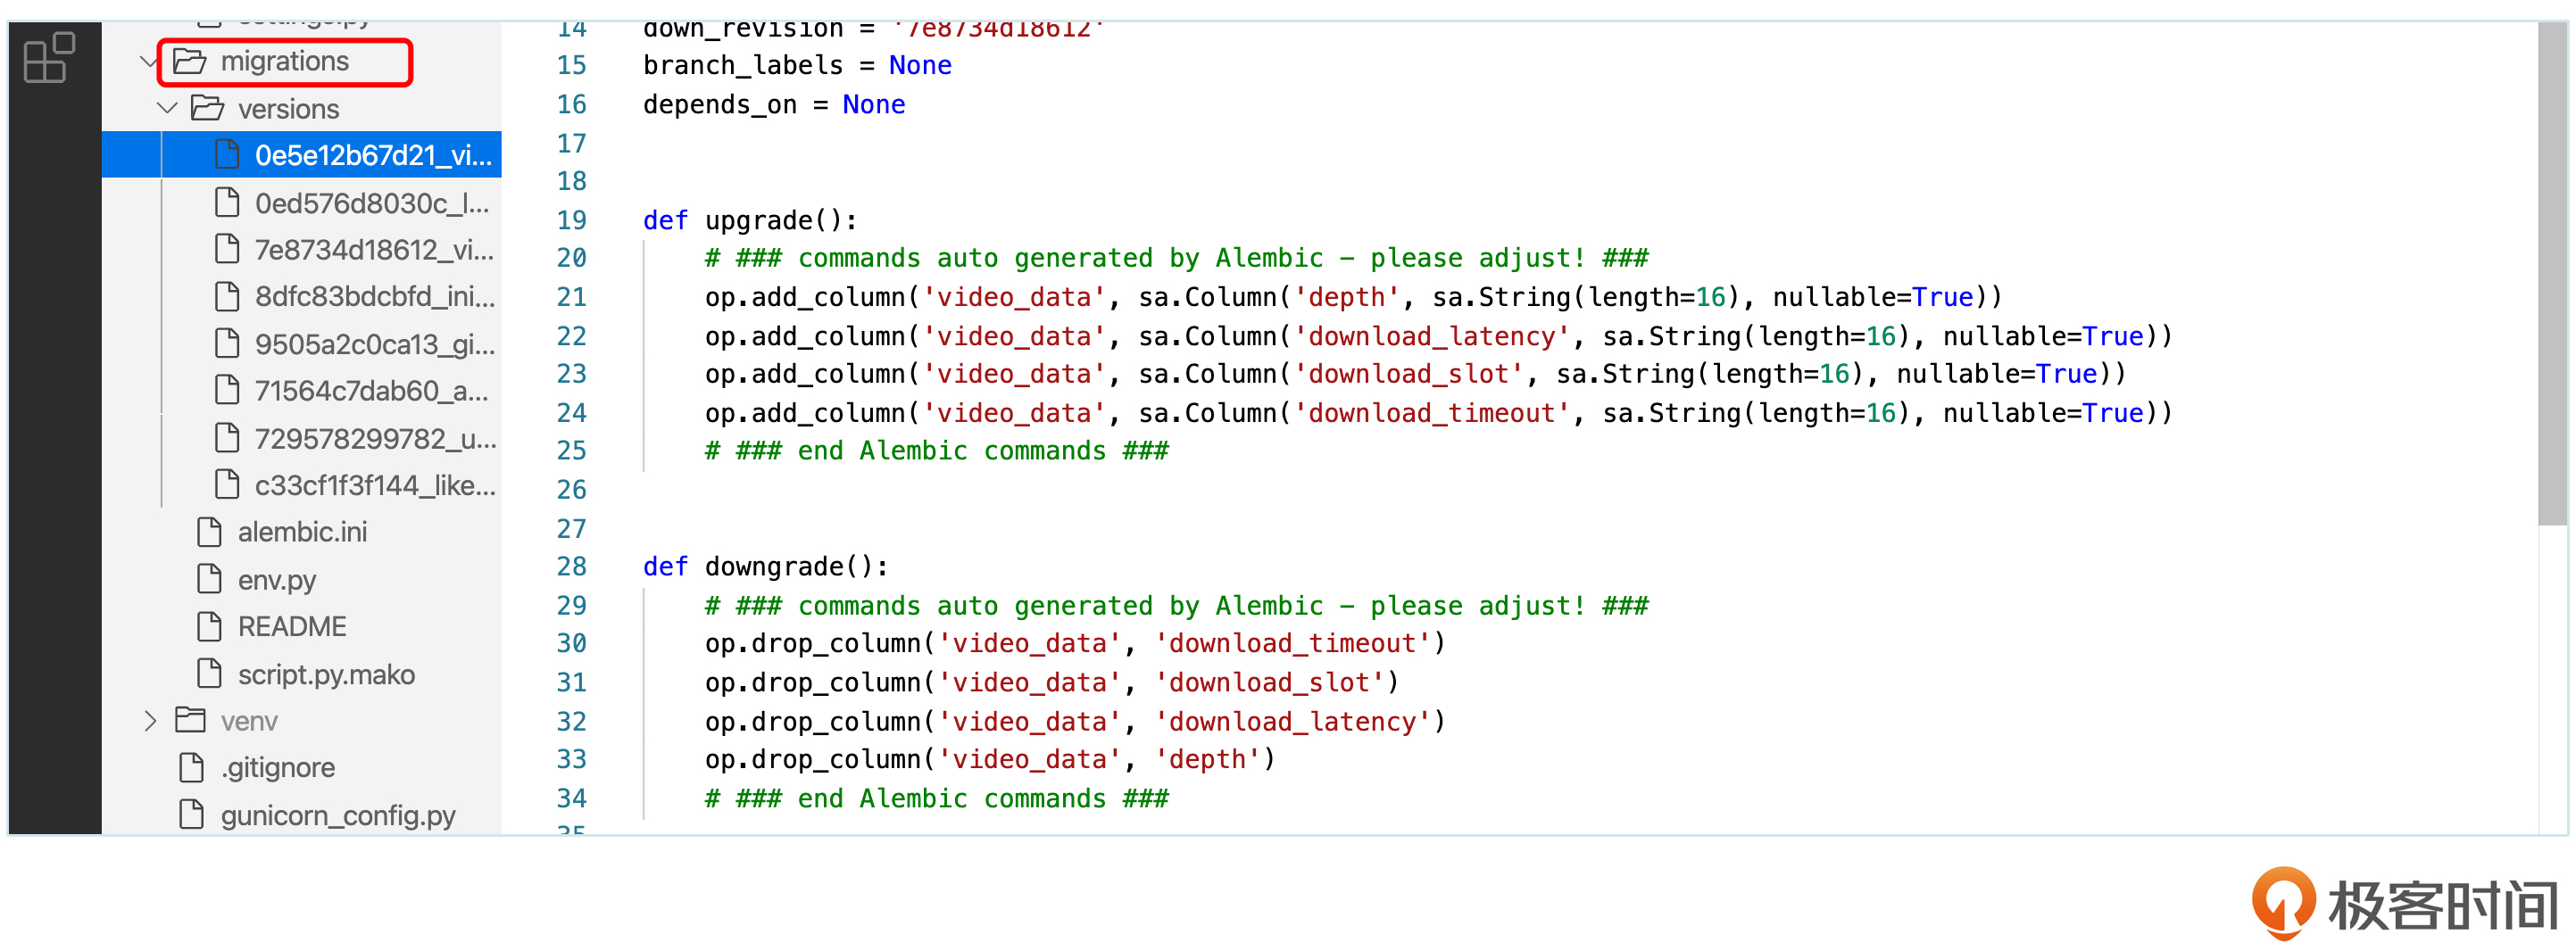 settings.py
migrations
versions
0e5e12b67d21_vi...
0ed576d8030c_l...
7e8734d18612_vi...
8dfc83bdcbfd_ini...
9505a2c0ca13_gi...
71564c7dab60_a...
729578299782_u...
c33cf1f3f144_like...
alembic.ini
env.py
README
script.py.mako
venv
.gitignore
gunicorn_config.py
14 down_revision = '7e8734d18612'
15 branch_labels = None
16 depends_on = None
17
18
19 def upgrade():
20 # ### commands auto generated by Alembic - please adjust! ###
21 op.add_column('video_data', sa.Column('depth', sa.String(length=16), nullable=True))
22 op.add_column('video_data', sa.Column('download_latency', sa.String(length=16), nullable=True))
23 op.add_column('video_data', sa.Column('download_slot', sa.String(length=16), nullable=True))
24 op.add_column('video_data', sa.Column('download_timeout', sa.String(length=16), nullable=True))
25 # ### end Alembic commands ###
26
27
28 def downgrade():
29 # ### commands auto generated by Alembic - please adjust! ###
30 op.drop_column('video_data', 'download_timeout')
31 op.drop_column('video_data', 'download_slot')
32 op.drop_column('video_data', 'download_latency')
33 op.drop_column('video_data', 'depth')
34 # ### end Alembic commands ###
35
极客时间